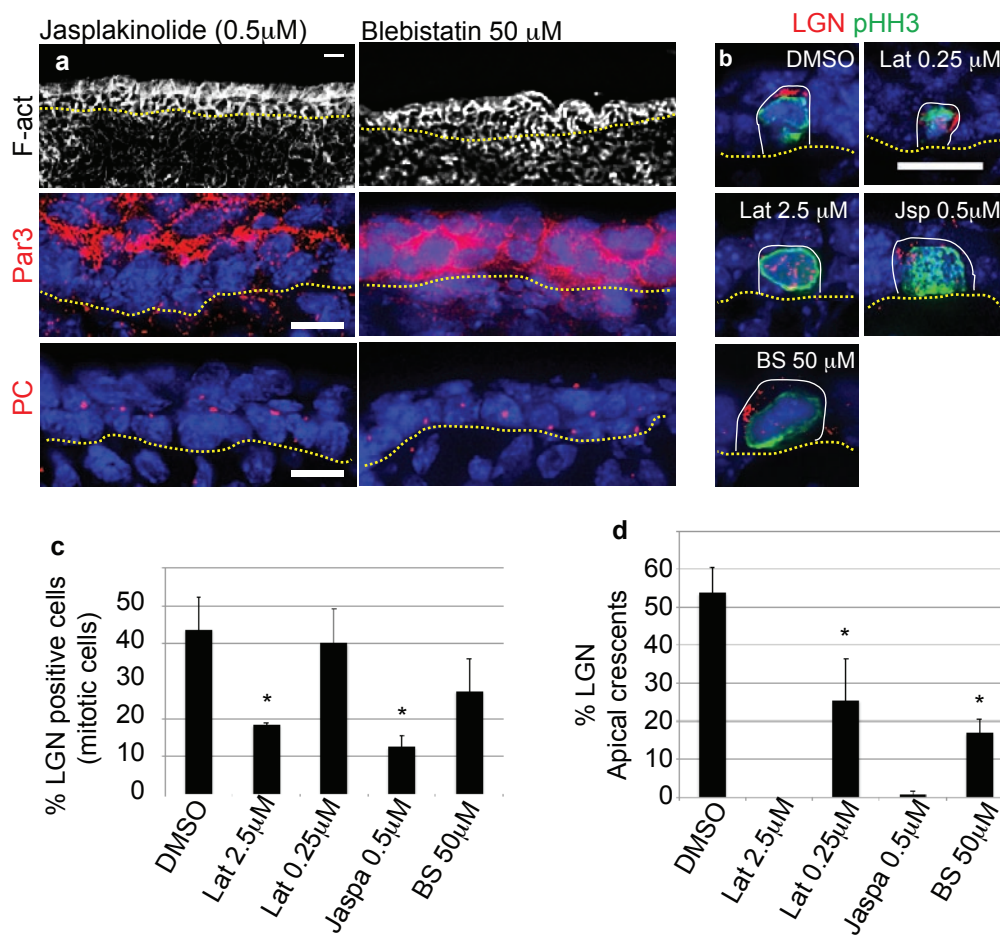 Jasplakinolide (0.5μM)
Blebistatin 50 μM
LGN pHH3
a
b
F-act
Par3
PC
DMSO
Lat 0.25 μM
Lat 2.5 μM
Jsp 0.5μM
BS 50 μM
c
% LGN positive cells
(mitotic cells)
50
40
30
20
10
0
*
*
DMSO
Lat 2.5μM
Lat 0.25μM
Jaspa 0.5μM
BS 50μM
d
% LGN
Apical crescents
60
50
40
30
20
10
0
*
*
DMSO
Lat 2.5μM
Lat 0.25μM
Jaspa 0.5μM
BS 50μM